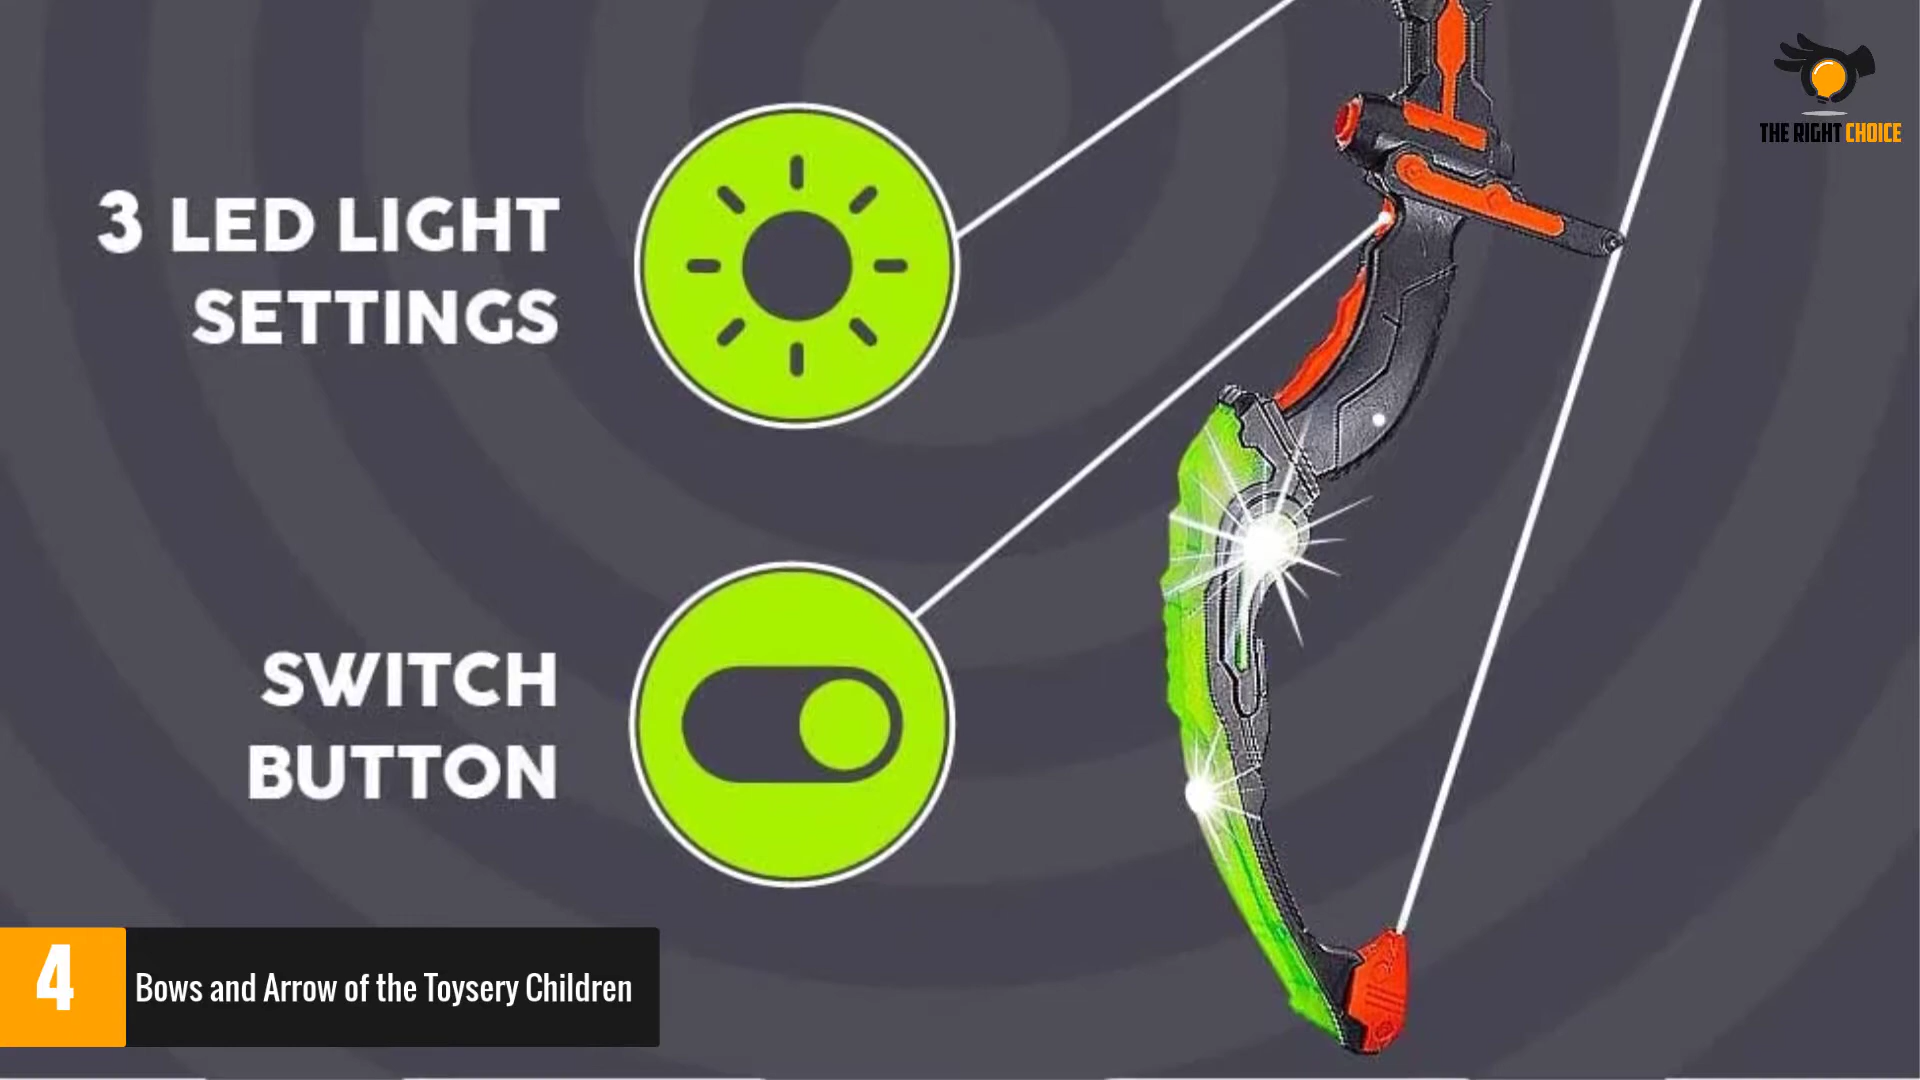 THE RIGHT CHOICE
3 LED LIGHT
SETTINGS
SWITCH
BUTTON
4
Bows and Arrow of the Toysery Children